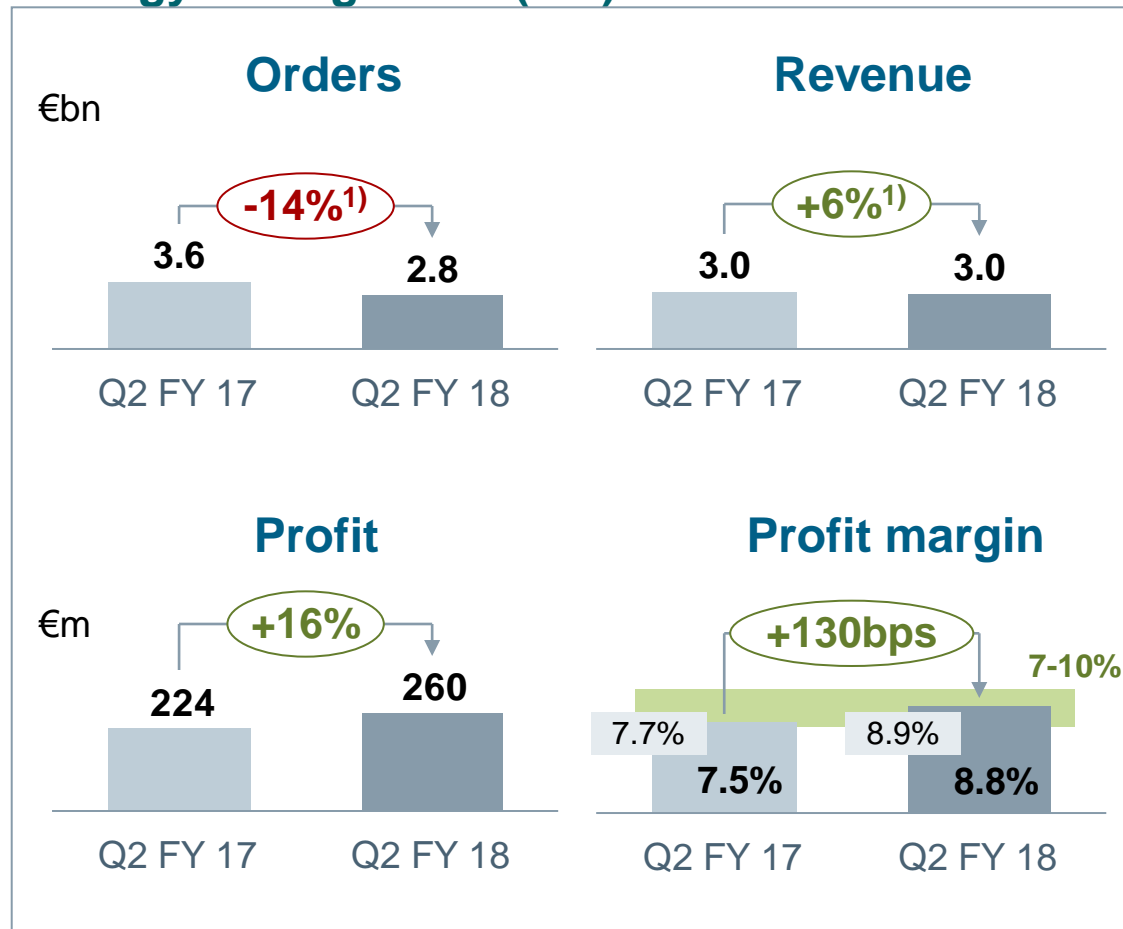 Orders
€bn
-14%1)
3.6
2.8
Q2 FY 17
Q2 FY 18
Revenue
+6%1)
3.0
3.0
Q2 FY 17
Q2 FY 18
Profit
€m
+16%
224
260
Q2 FY 17
Q2 FY 18
Profit margin
+130bps
7-10%
7.7%
8.9%
7.5%
8.8%
Q2 FY 17
Q2 FY 18